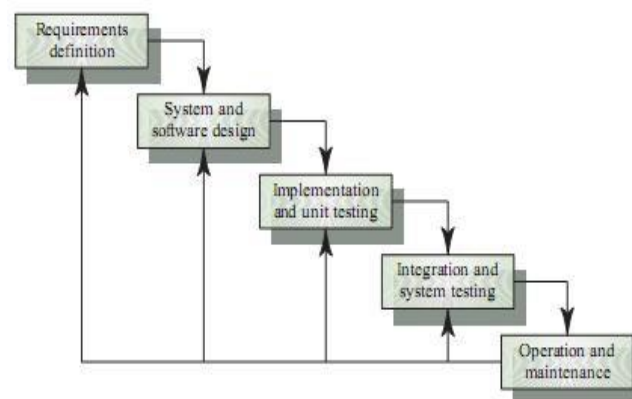 Requirements
definition
System and
software design
Implementation
and unit testing
Integration and
system testing
Operation and
maintenance